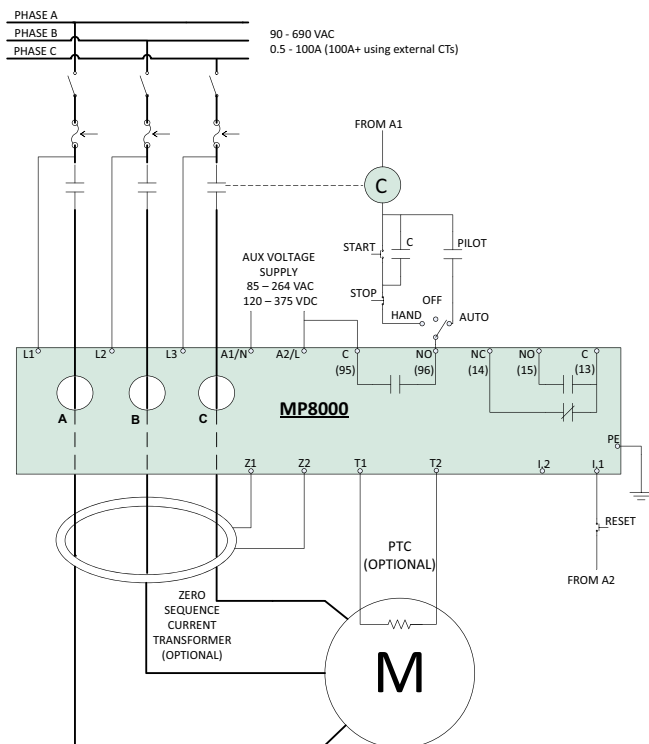 PHASE A
PHASE B
PHASE C
90 - 690 VAC
0.5 - 100A (100A+ using external CTs)
FROM A1
C
START
C
PILOT
AUX VOLTAGE
SUPPLY
85 – 264 VAC
120 – 375 VDC
STOP
OFF
HAND
AUTO
L1
L2
L3
A1/N
A2/L
C
(95)
NO
(96)
NC
(14)
NO
(15)
C
(13)
A
B
C
MP8000
PE
Z1
Z2
T1
T2
I.2
I.1
RESET
PTC
(OPTIONAL)
FROM A2
ZERO
SEQUENCE
CURRENT
TRANSFORMER
(OPTIONAL)
M